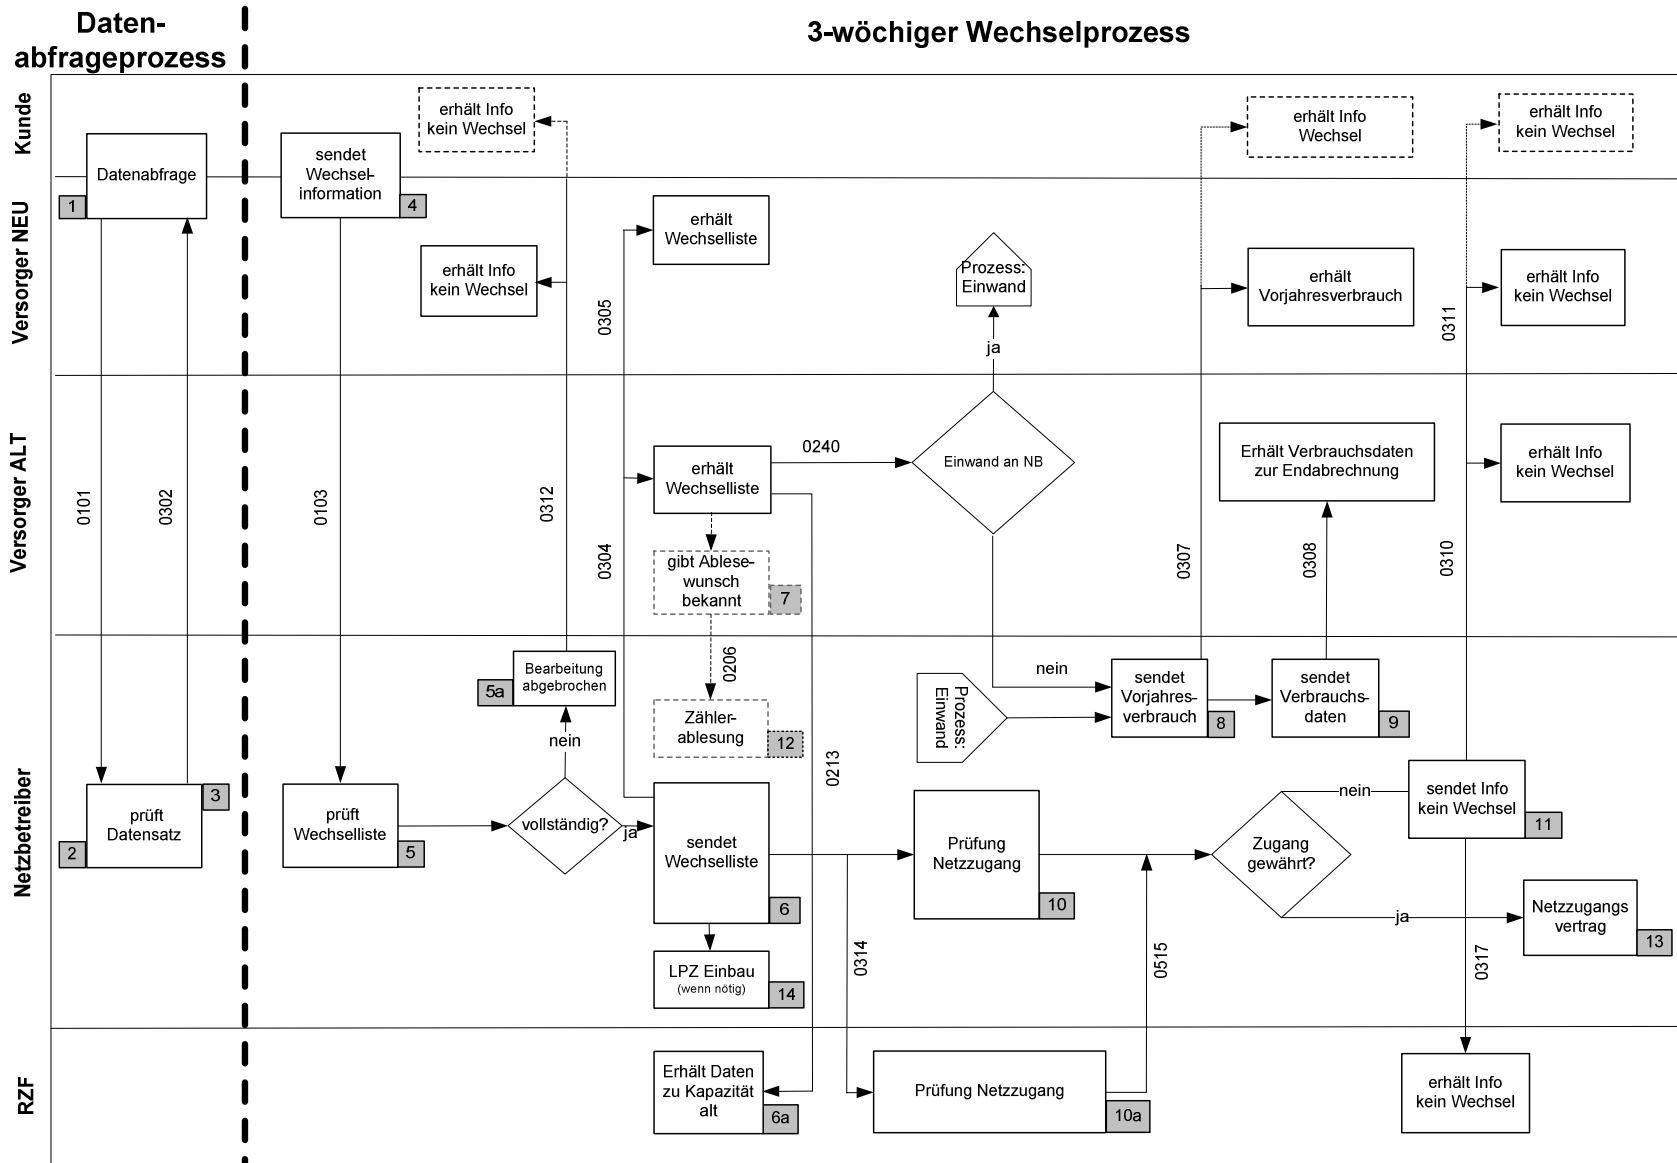 Daten-
abfrageprozess
3-wöchiger Wechselprozess
Kunde
Datenabfrage
1
sendet
Wechsel-
information
4
erhält Info
kein Wechsel
erhält Info
Wechsel
erhält Info
kein Wechsel
Versorger NEU
erhält Info
kein Wechsel
erhält
Wechselliste
0305
Prozess:
Einwand
ja
erhält
Vorjahresverbrauch
0311
erhält Info
kein Wechsel
Versorger ALT
0101
0302
0103
0312
0304
erhält
Wechselliste
0240
Einwand an NB
gibt Ablese-
wunsch
bekannt
7
0307
Erhält Verbrauchsdaten
zur Endabrechnung
0308
0310
erhält Info
kein Wechsel
Netzbetreiber
prüft
Datensatz
2
3
prüft
Wechselliste
5
Bearbeitung
abgebrochen
5a
nein
vollständig?
ja
0206
Zähler-
ablesung
12
sendet
Wechselliste
6
LPZ Einbau
(wenn nötig)
14
0213
0314
Prozess:
Einwand
nein
sendet
Vorjahres-
verbrauch
8
sendet
Verbrauchs-
daten
9
Prüfung
Netzzugang
10
0515
Zugang
gewährt?
nein
sendet Info
kein Wechsel
11
ja
0317
Netzzugangs
vertrag
13
RZF
Erhält Daten
zu Kapazität
alt
6a
Prüfung Netzzugang
10a
erhält Info
kein Wechsel